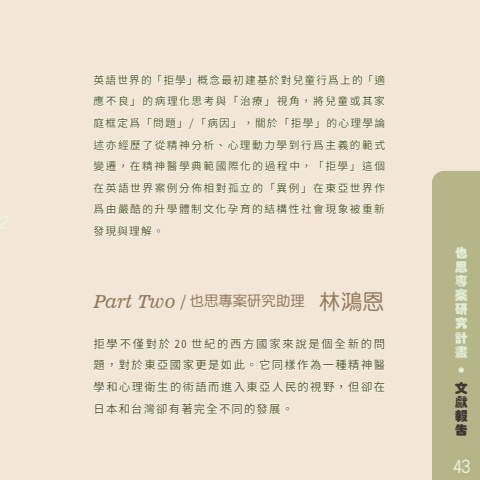 英語世界的「拒學」概念最初建基於對兒童行爲上的「適
應不良」的病理化思考與「治療」視角，將兒童或其家
庭框定爲「問題」/「病因」，關於「拒學」的心理學論
述亦經歷了從精神分析、心理動力學到行爲主義的範式
變遷，在精神醫學典範國際化的過程中，「拒學」這個
在英語世界案例分佈相對孤立的「異例」在東亞世界作
爲由嚴酷的升學體制文化孕育的結構性社會現象被重新
發現與理解。
Part Two / 也思專案研究助理 林鴻恩
拒學不僅對於 20 世紀的西方國家來說是個全新的問
題，對於東亞國家更是如此。它同樣作為一種精神醫
學和心理衛生的術語而進入東亞人民的視野，但卻在
日本和台灣卻有著完全不同的發展。
也思專案研究計畫 • 文獻報告
43
2